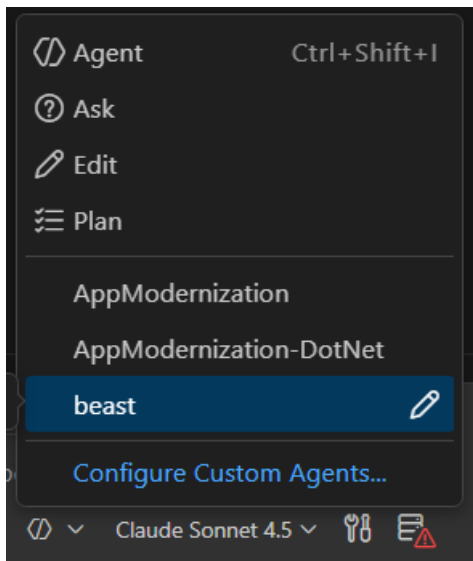 Agent Ctrl+Shift+I
Ask
Edit
Plan
AppModernization
AppModernization-DotNet
beast
Configure Custom Agents...
Claude Sonnet 4.5